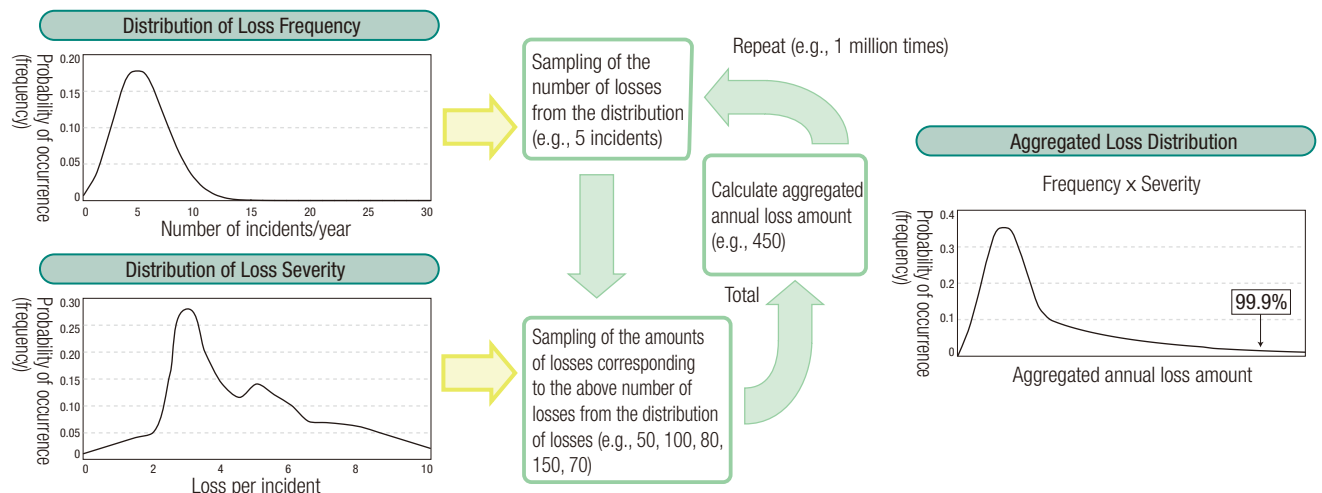 Distribution of Loss Frequency
Probability of occurrence
(frequency)
0.20
0.15
0.10
0.05
0
0 5 10 15 20 25 30
Number of incidents/year
Distribution of Loss Severity
Probability of occurrence
(frequency)
0.30
0.25
0.20
0.15
0.10
0.05
0
0 2 4 6 8 10
Loss per incident
Sampling of the
number of losses
from the distribution
(e.g., 5 incidents)
Sampling of the amounts
of losses corresponding
to the above number of
losses from the distribution
of losses (e.g., 50, 100, 80,
150, 70)
Repeat (e.g., 1 million times)
Calculate aggregated
annual loss amount
(e.g., 450)
Total
Aggregated Loss Distribution
Frequency x Severity
Probability of occurrence
(frequency)
0.4
0.3
0.2
0.1
0
99.9%
Aggregated annual loss amount